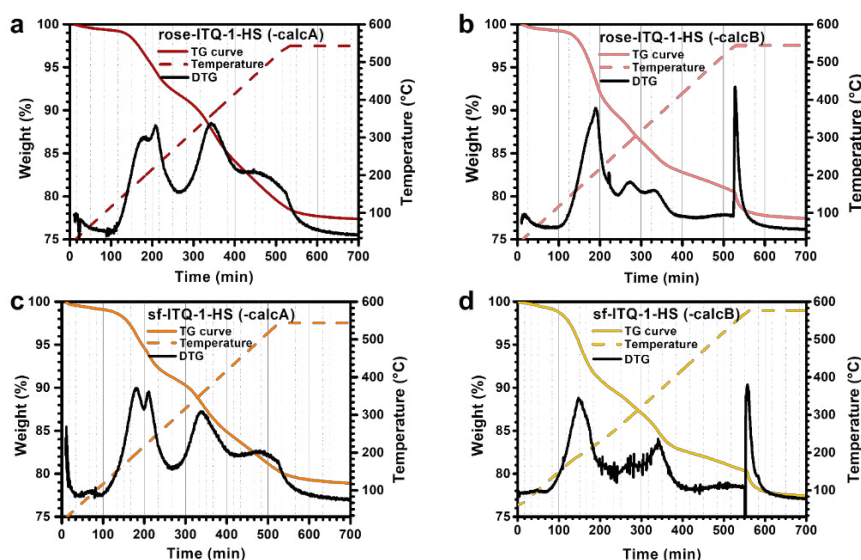 a
rose-ITQ-1-HS (-calcA)
TG curve
Temperature
DTG
Weight (%)
100
95
90
85
80
75
Temperature (°C)
600
500
400
300
200
100
0 100 200 300 400 500 600 700
Time (min)
b
rose-ITQ-1-HS (-calcB)
TG curve
Temperature
DTG
Weight (%)
100
95
90
85
80
75
Temperature (°C)
600
500
400
300
200
100
0 100 200 300 400 500 600 700
Time (min)
c
sf-ITQ-1-HS (-calcA)
TG curve
Temperature
DTG
Weight (%)
100
95
90
85
80
75
Temperature (°C)
600
500
400
300
200
100
0 100 200 300 400 500 600 700
Time (min)
d
sf-ITQ-1-HS (-calcB)
TG curve
Temperature
DTG
Weight (%)
100
95
90
85
80
75
Temperature (°C)
600
500
400
300
200
100
0 100 200 300 400 500 600 700
Time (min)